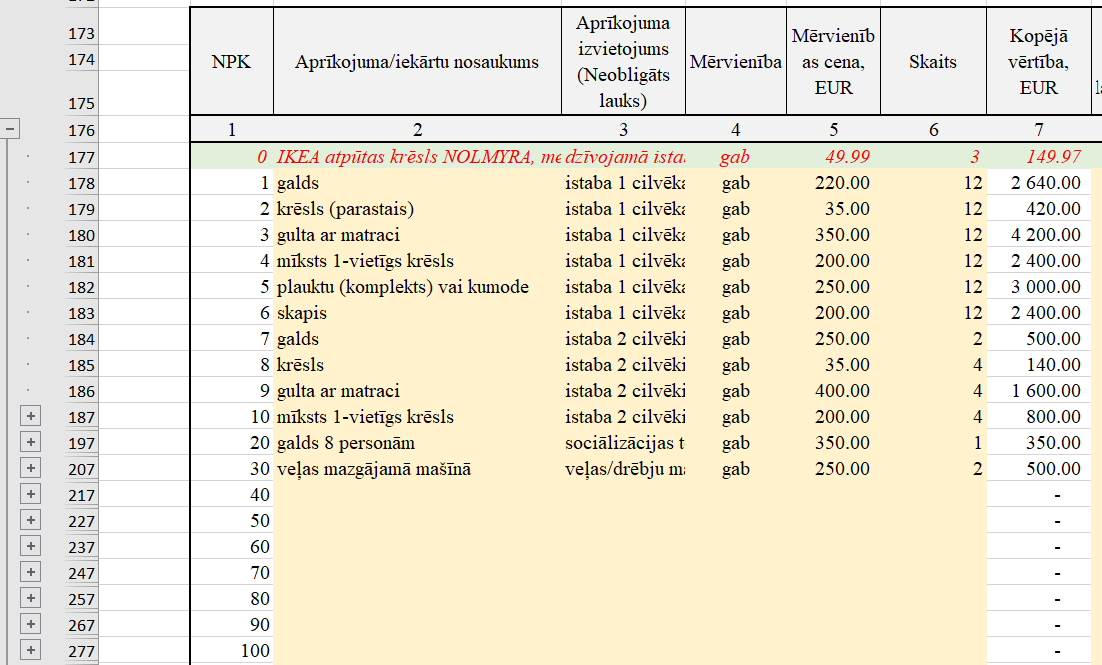 173
174
175
NPK
Aprīkojuma/iekārtu nosaukums
Aprīkojuma
izvietojums
(Neobligāts
lauks)
Mērvienība
Mērvienīb
as cena,
EUR
Skaits
Kopējā
vērtība,
EUR
176 1 2 3 4 5 6 7
177 0 IKEA atpūtas krēsls NOLMYRA, me dzīvojamā ista gab 49.99 3 149.97
178 1 galds istaba 1 cilvēka gab 220.00 12 2 640.00
179 2 krēsls (parastais) istaba 1 cilvēka gab 35.00 12 420.00
180 3 gulta ar matraci istaba 1 cilvēka gab 350.00 12 4 200.00
181 4 mīksts 1-vietīgs krēsls istaba 1 cilvēka gab 200.00 12 2 400.00
182 5 plauktu (komplekts) vai kumode istaba 1 cilvēka gab 250.00 12 3 000.00
183 6 skapis istaba 1 cilvēka gab 200.00 12 2 400.00
184 7 galds istaba 2 cilvēki gab 250.00 2 500.00
185 8 krēsls istaba 2 cilvēki gab 35.00 4 140.00
186 9 gulta ar matraci istaba 2 cilvēki gab 400.00 4 1 600.00
187 10 mīksts 1-vietīgs krēsls istaba 2 cilvēki gab 200.00 4 800.00
197 20 galds 8 personām sociālizācijas t gab 350.00 1 350.00
207 30 veļas mazgājamā mašīnā veļas/drēbju ma gab 250.00 2 500.00
217 40 -
227 50 -
237 60 -
247 70 -
257 80 -
267 90 -
277 100 -